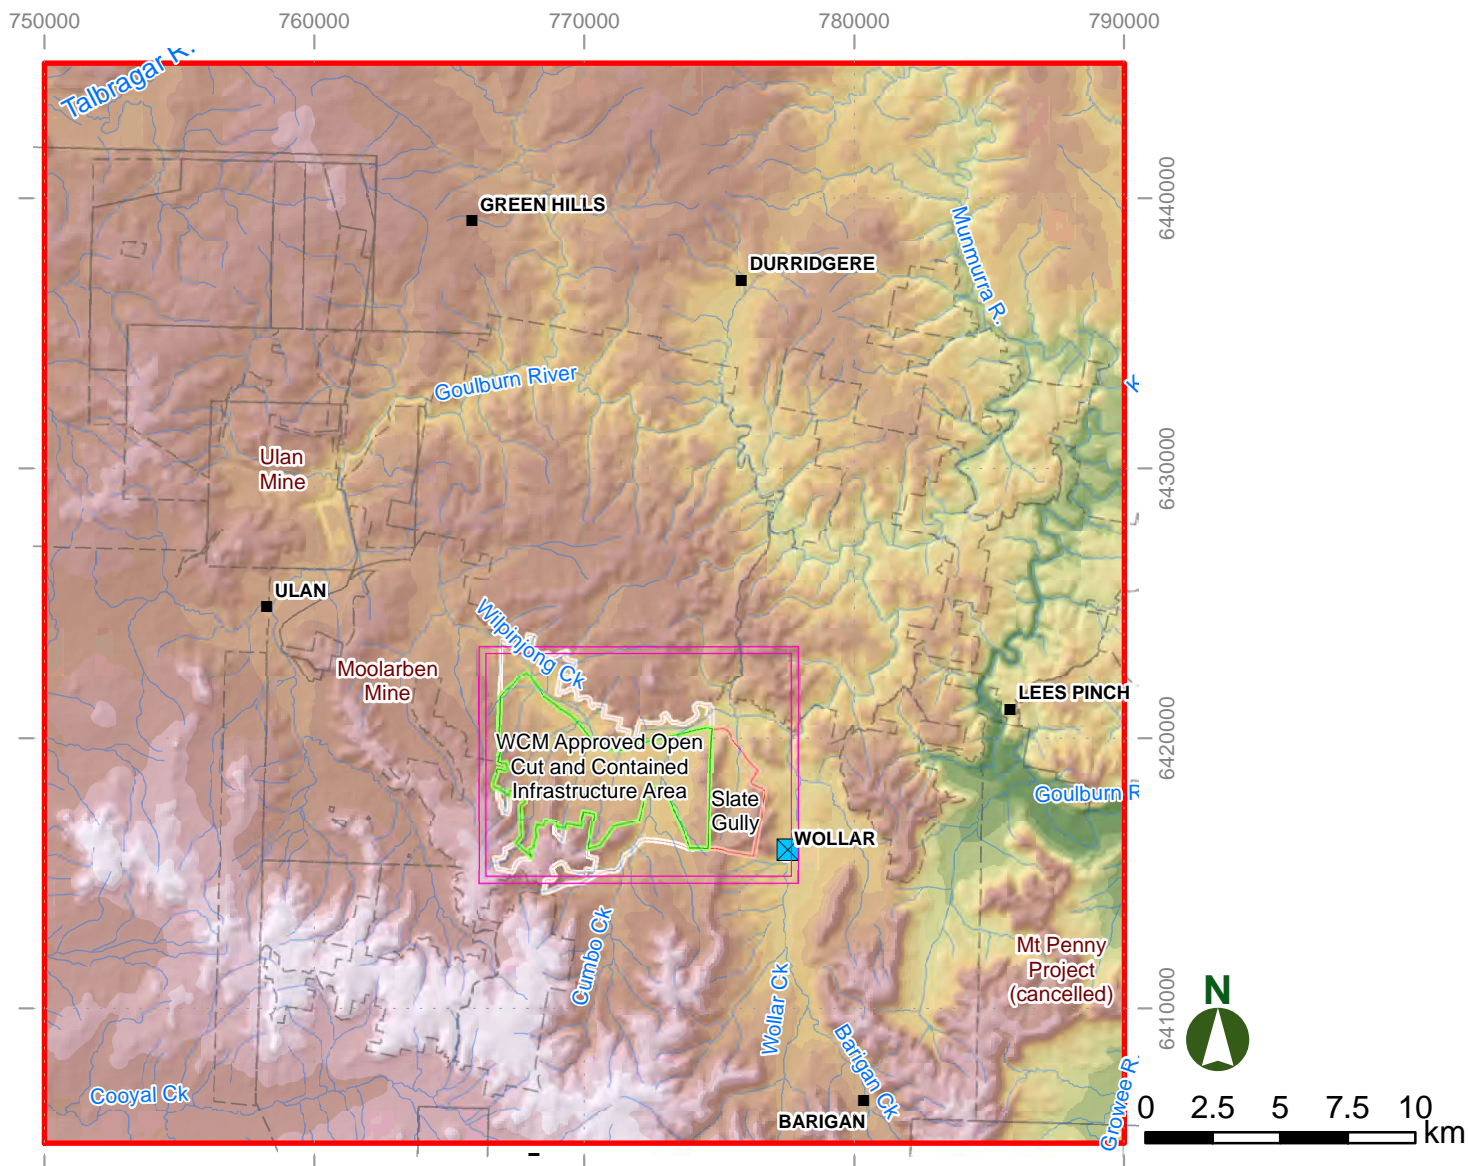 750000
760000
770000
780000
790000
Talbragar R.
GREEN HILLS
6440000
DURRIDGERE
Munmurra R.
Goulburn River
K
Ulan
Mine
6430000
ULAN
Wilpinjong Ck
Moolarben
Mine
LEES PINCH
6420000
WCM Approved Open
Cut and Contained
Infrastructure Area
Slate
Gully
Goulburn R
WOLLAR
Cumbo Ck
Wollar Ck
Mt Penny
Project
(cancelled)
6410000
N
Barigan Ck
Cooyal Ck
BARIGAN
Growee R.
0 2.5 5 7.5 10
km